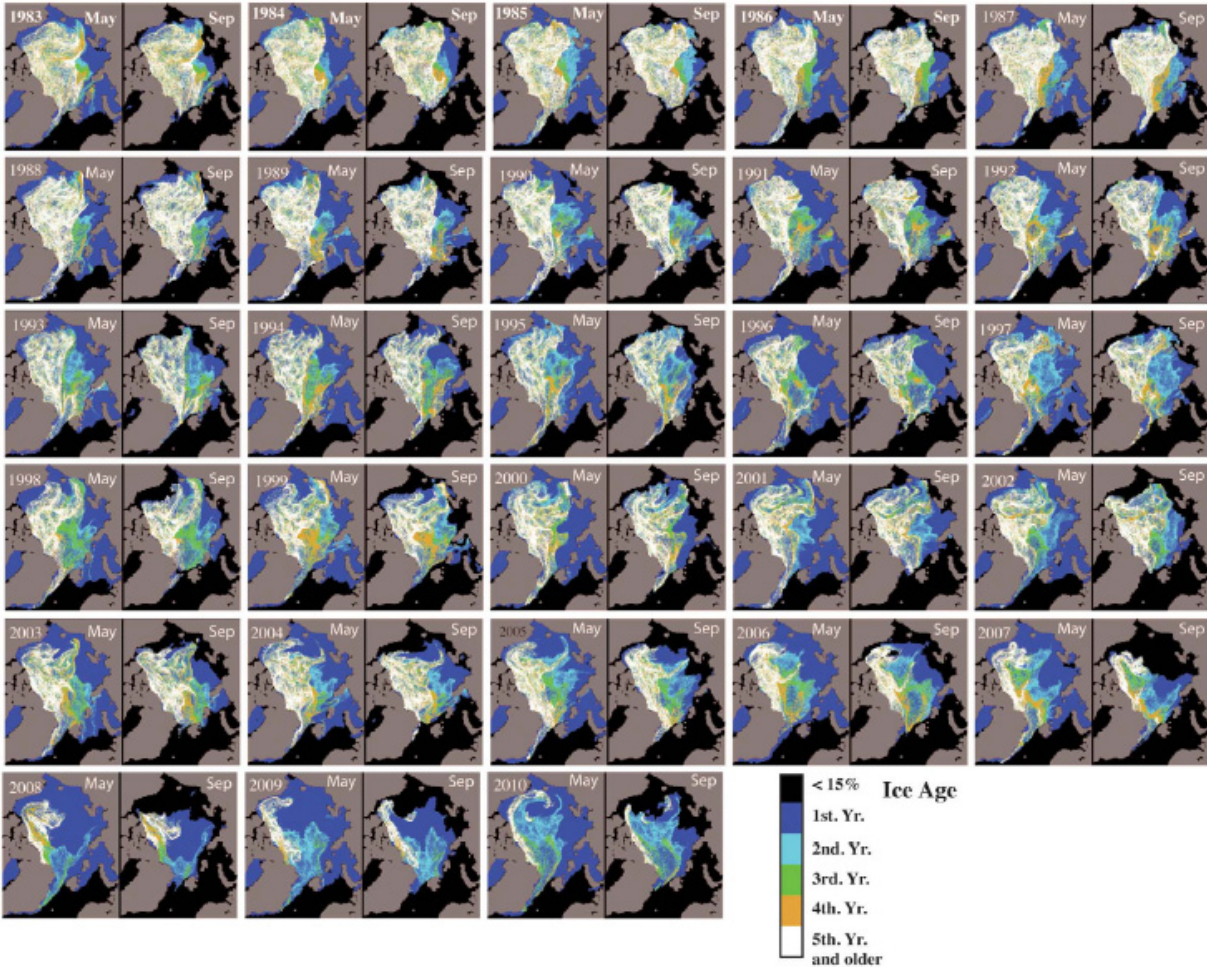 1983 May Sep 1984 May Sep 1985 May Sep 1986 May Sep 1987 May Sep
1988 May Sep 1989 May Sep 1990 May Sep 1991 May Sep 1992 May Sep
1993 May Sep 1994 May Sep 1995 May Sep 1996 May Sep 1997 May Sep
1998 May Sep 1999 May Sep 2000 May Sep 2001 May Sep 2002 May Sep
2003 May Sep 2004 May Sep 2005 May Sep 2006 May Sep 2007 May Sep
2008 May Sep 2009 May Sep 2010 May Sep
< 15% Ice Age
1st. Yr.
2nd. Yr.
3rd. Yr.
4th. Yr.
5th. Yr.
and older